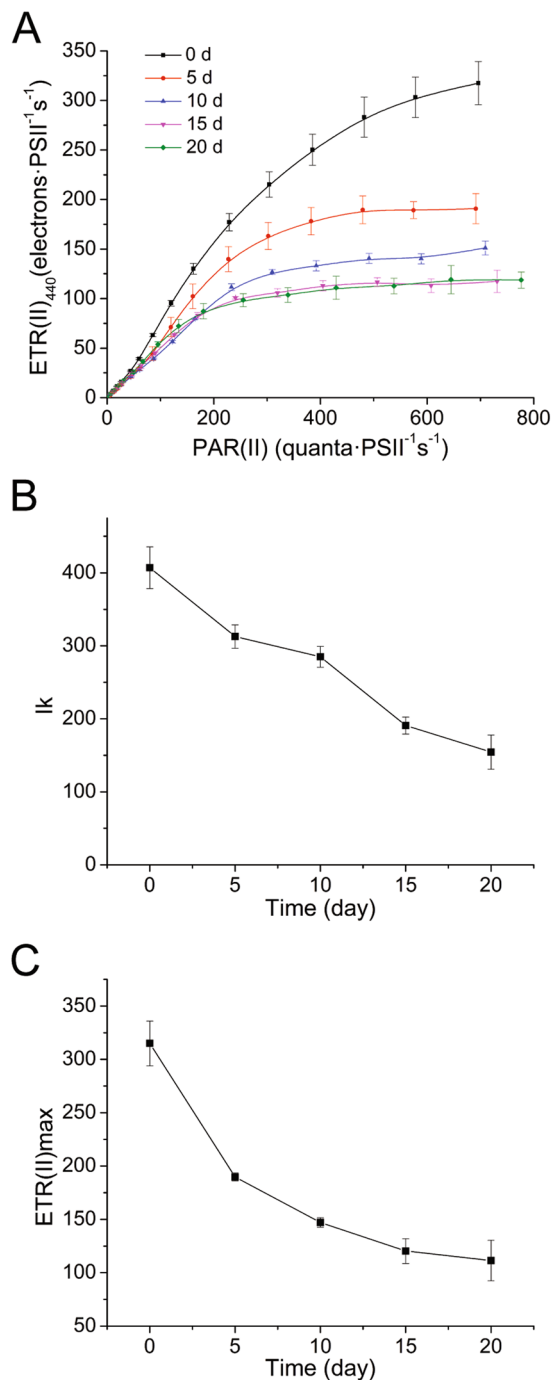 A
350
300
250
200
150
100
50
0
0 d
5 d
10 d
15 d
20 d
ETR(II)₄₄₀(electrons·PSII⁻¹s⁻¹)
0 200 400 600 800
PAR(II) (quanta·PSII⁻¹s⁻¹)
B
400
300
200
100
0
Ik
0 5 10 15 20
Time (day)
C
350
300
250
200
150
100
50
ETR(II)max
0 5 10 15 20
Time (day)